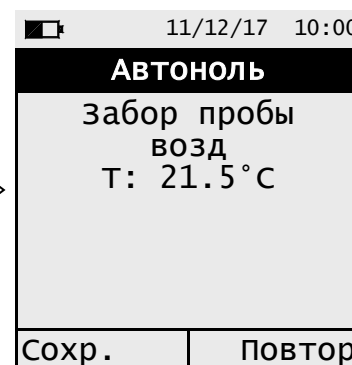 11/12/17 10:00
Автоноль
Забор пробы
возд
T: 21.5°C
Сохр.
Повтор